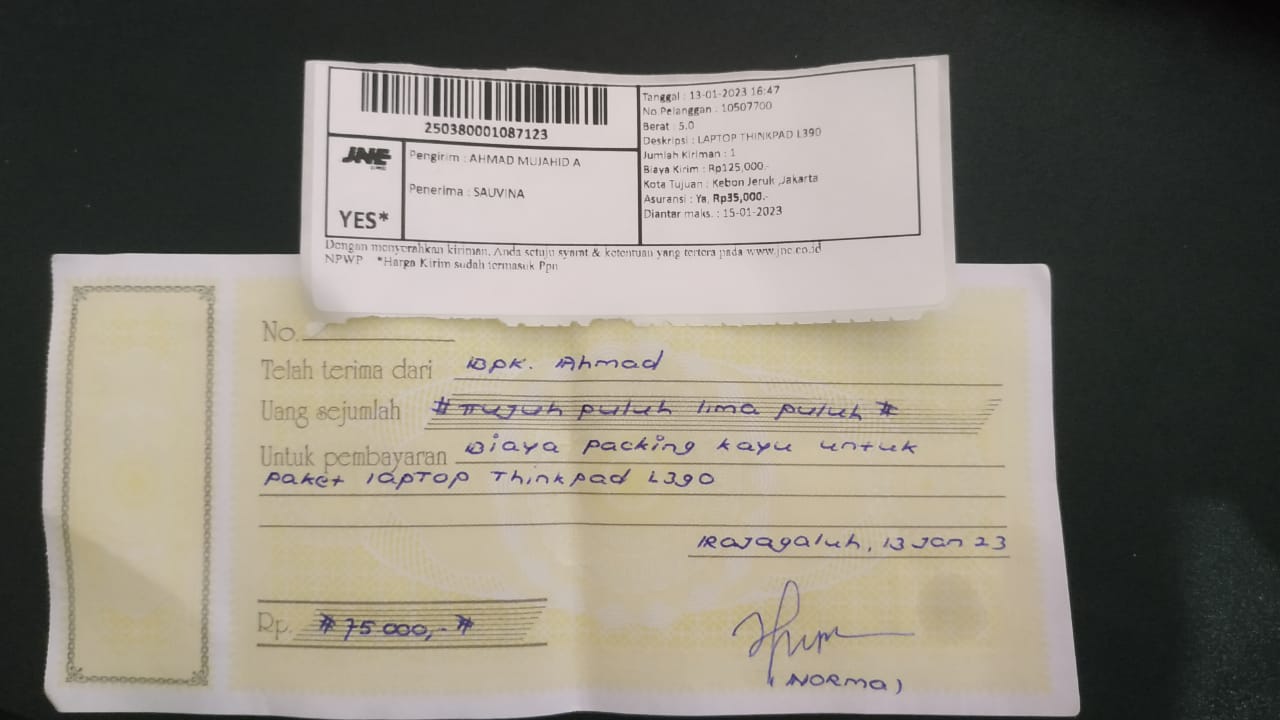 250380001087123
JNE
YES*
Pengirim : AHMAD MUJAHID A
Penerima : SAUVINA
Tanggal : 13-01-2023 16:47
No.Pelanggan : 10507700
Berat : 5.0
Deskripsi : LAPTOP THINKPAD L390
Jumlah Kiriman : 1
Biaya Kirim : Rp125,000.-
Kota Tujuan : Kebon Jeruk ,Jakarta
Asuransi : Ya, Rp35,000.-
Diantar maks. : 15-01-2023
Dengan menyerahkan kiriman, Anda setuju syarat & ketentuan yang tertera pada www.jne.co.id
NPWP *Harga Kirim sudah termasuk Ppn
No.
Telah terima dari Bpk. Ahmad
Uang sejumlah # Tujuh puluh lima puluh #
Untuk pembayaran Biaya packing kayu untuk
paket laptop Thinkpad L390
Rajagaluh, 13 Jan 23
Rp. # 75 000,- #
(NORMA)